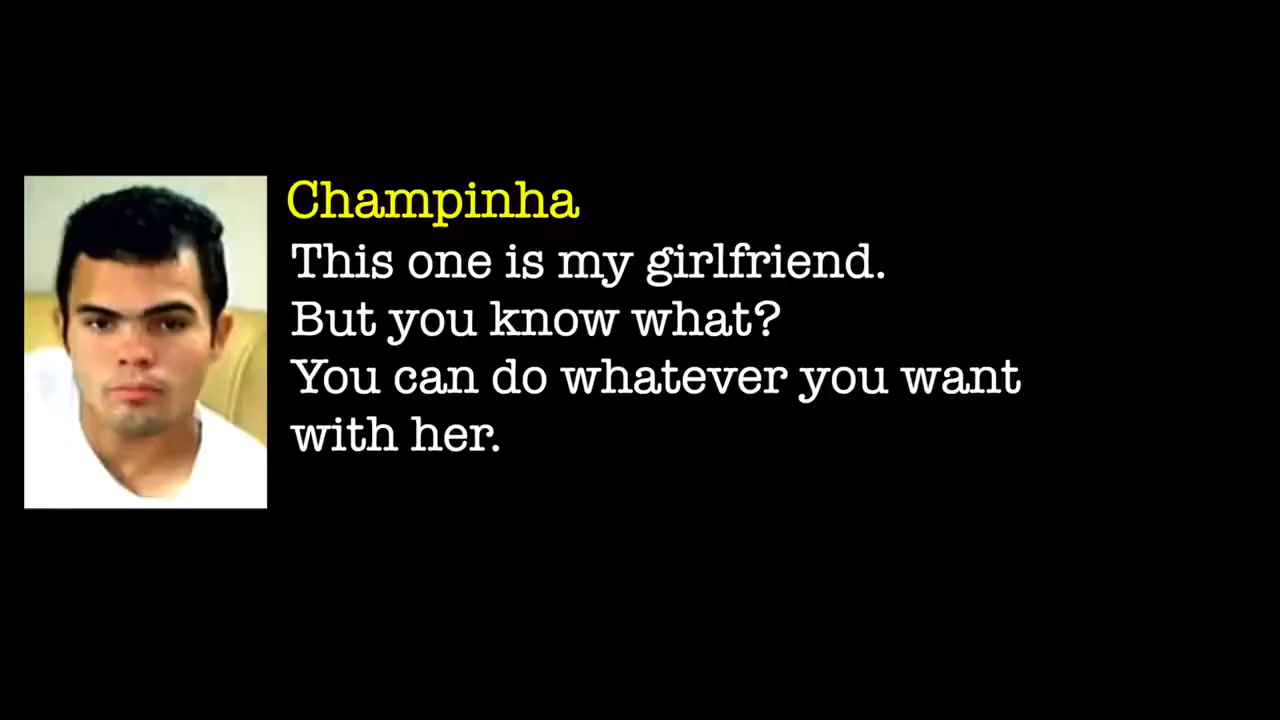 Champinha
This one is my girlfriend.
But you know what?
You can do whatever you want
with her.